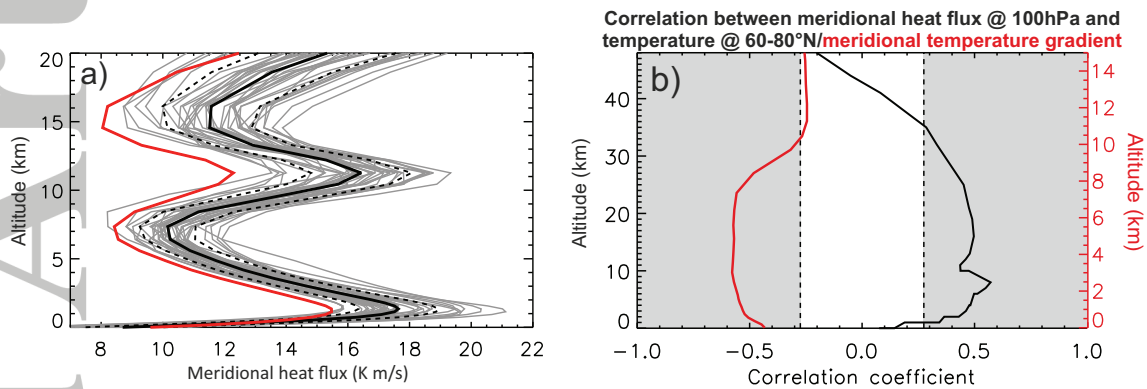 Correlation between meridional heat flux @ 100hPa and
temperature @ 60-80°N/meridional temperature gradient
a)
20
15
10
5
0
Altitude (km)
8 10 12 14 16 18 20 22
Meridional heat flux (K m/s)
b)
40
30
20
10
0
Altitude (km)
14
12
10
8
6
4
2
0
Altitude (km)
-1.0 -0.5 0.0 0.5 1.0
Correlation coefficient